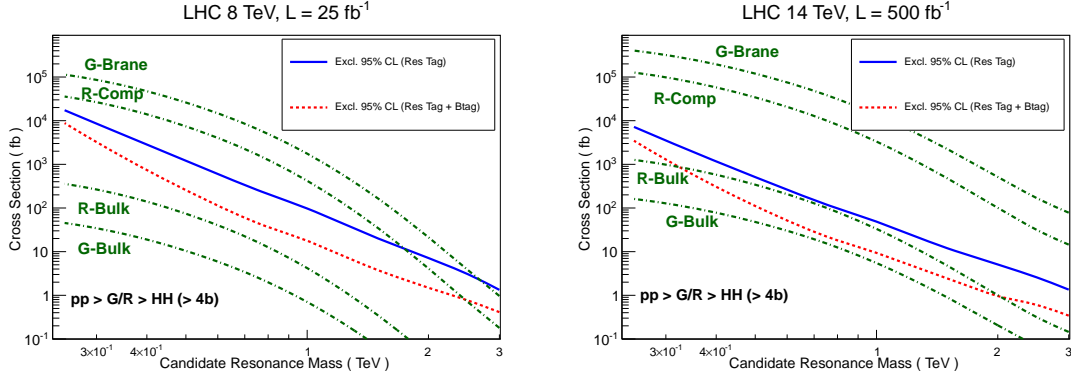 LHC 8 TeV, L = 25 fb⁻¹
Cross Section ( fb)
10⁵
10⁴
10³
10²
10
1
10⁻¹
G-Brane
R-Comp
R-Bulk
G-Bulk
Excl. 95% CL (Res Tag)
Excl. 95% CL (Res Tag + Btag)
pp > G/R > HH (> 4b)
3×10⁻¹ 4×10⁻¹ 1 2 3
Candidate Resonance Mass ( TeV )
LHC 14 TeV, L = 500 fb⁻¹
Cross Section ( fb)
10⁵
10⁴
10³
10²
10
1
10⁻¹
G-Brane
R-Comp
R-Bulk
G-Bulk
Excl. 95% CL (Res Tag)
Excl. 95% CL (Res Tag + Btag)
pp > G/R > HH (> 4b)
3×10⁻¹ 4×10⁻¹ 1 2 3
Candidate Resonance Mass ( TeV )